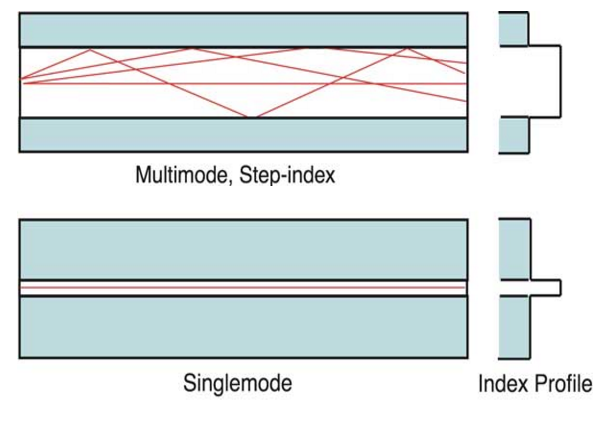 Multimode, Step-index
Singlemode
Index Profile